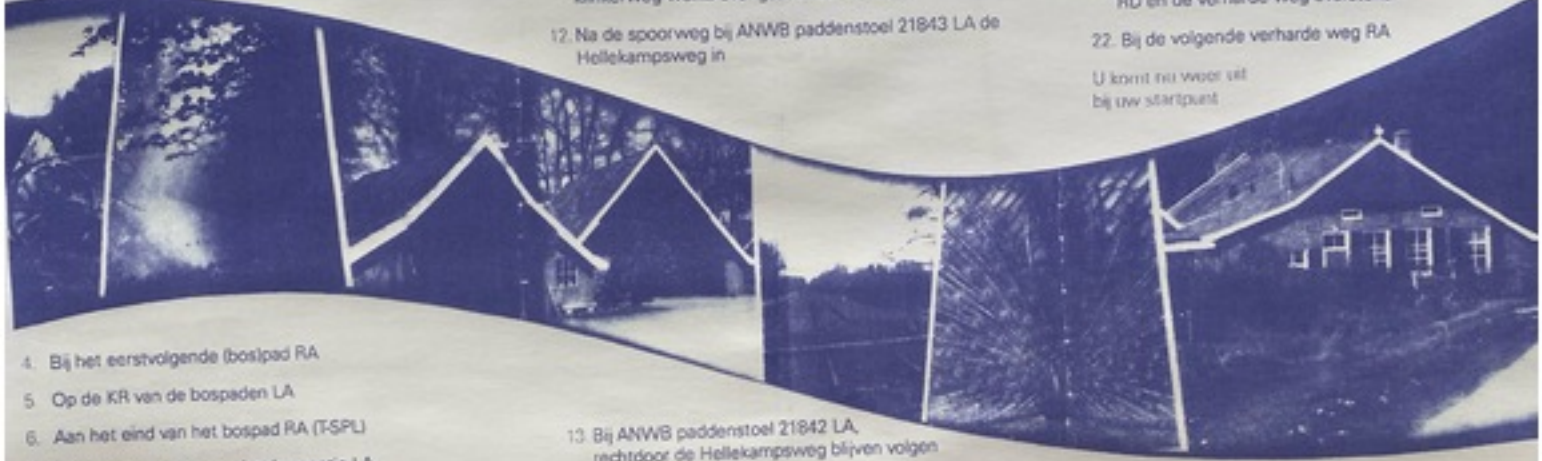 12. Na de spoorweg bij ANWB paddenstoel 21843 LA de
Hellekampsweg in
22. Bij de volgende verharde weg RA
U komt nu weer uit
bij uw startpunt
4. Bij het eerstvolgende (bos)pad RA
5. Op de KR van de bospaden LA
6. Aan het eind van het bospad RA (T-SPL)
13. Bij ANWB paddenstoel 21842 LA,
rechtdoor de Hellekampsweg blijven volgen